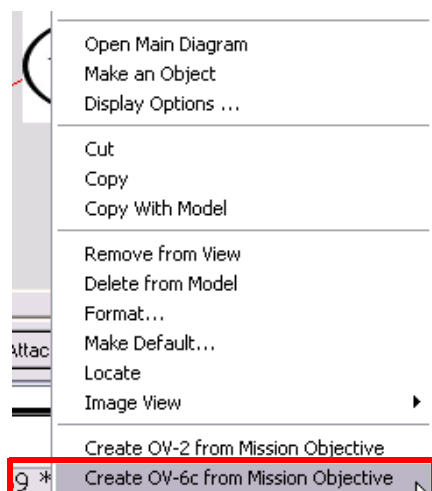 Open Main Diagram
Make an Object
Display Options ...
Cut
Copy
Copy With Model
Remove from View
Delete from Model
Format...
Make Default...
Locate
Image View
Create OV-2 from Mission Objective
Create OV-6c from Mission Objective
9 *